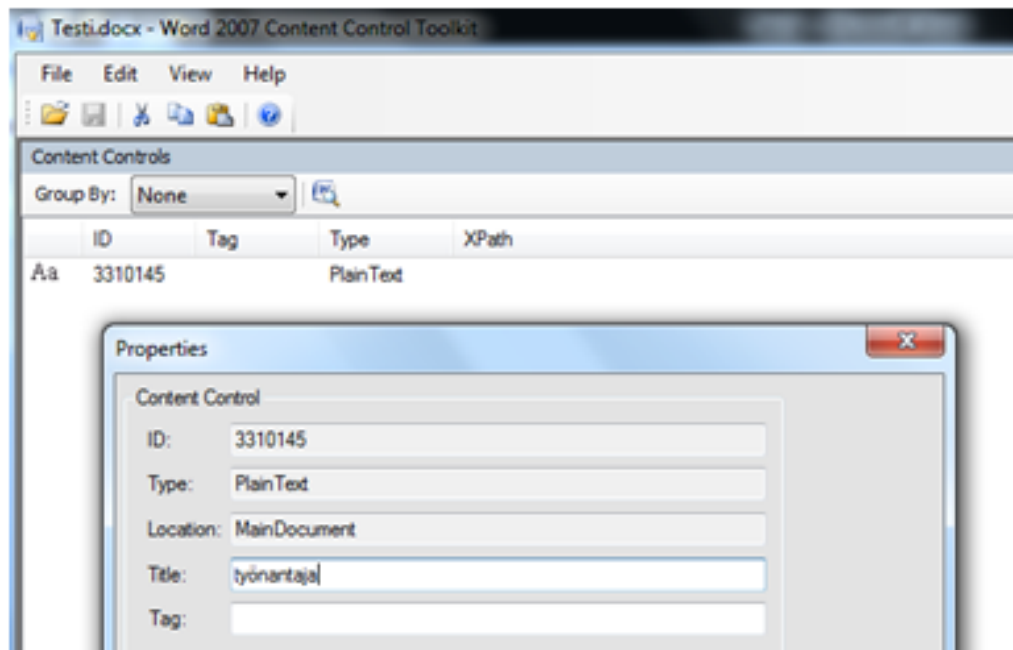 Testi.docx - Word 2007 Content Control Toolkit
File Edit View Help
Content Controls
Group By: None
ID Tag Type XPath
Aa 3310145 PlainText
Properties
Content Control
ID: 3310145
Type: PlainText
Location: MainDocument
Title: työnantaja
Tag: